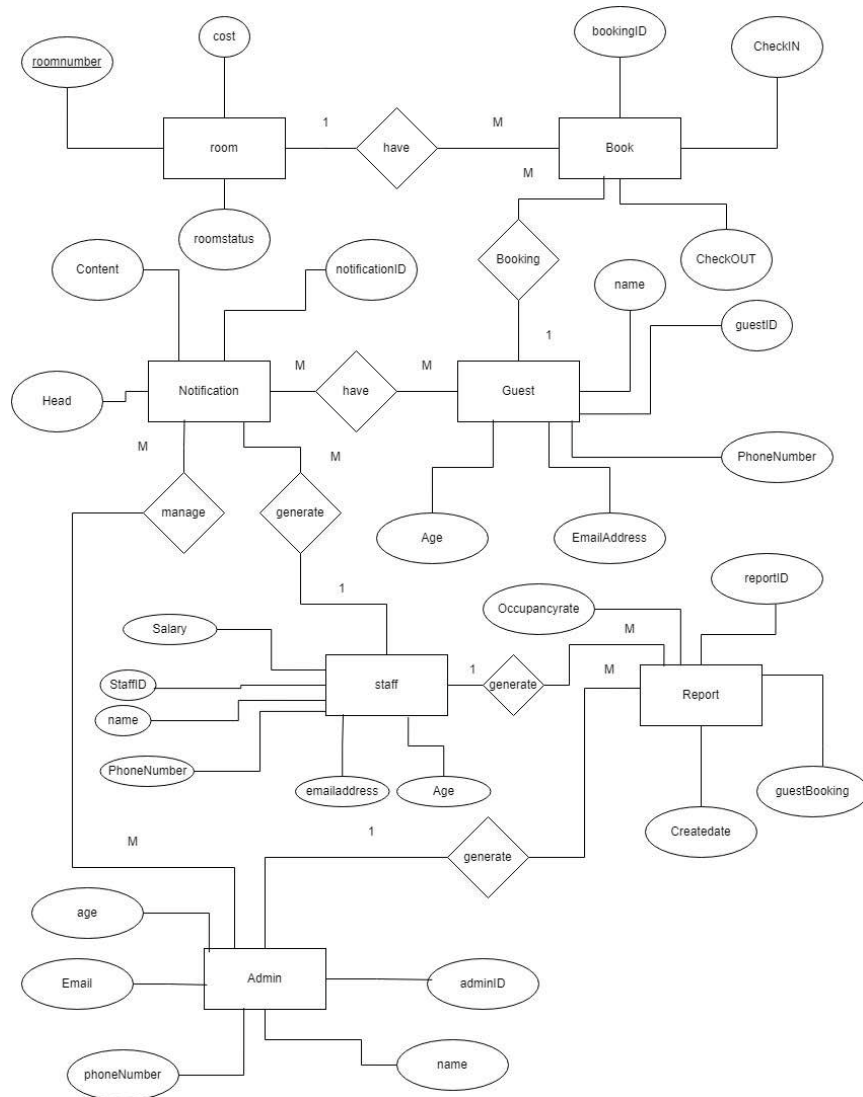 cost
bookingID
CheckIN
roomnumber
1
M
room
have
Book
M
roomstatus
Booking
CheckOUT
Content
notificationID
name
guestID
1
M
M
Notification
have
Guest
Head
M
M
PhoneNumber
manage
generate
Age
EmailAddress
reportID
1
Occupancyrate
Salary
M
1
M
StaffID
staff
generate
Report
name
PhoneNumber
emailaddress
Age
guestBooking
Createdate
1
M
generate
age
Email
Admin
adminID
name
phoneNumber